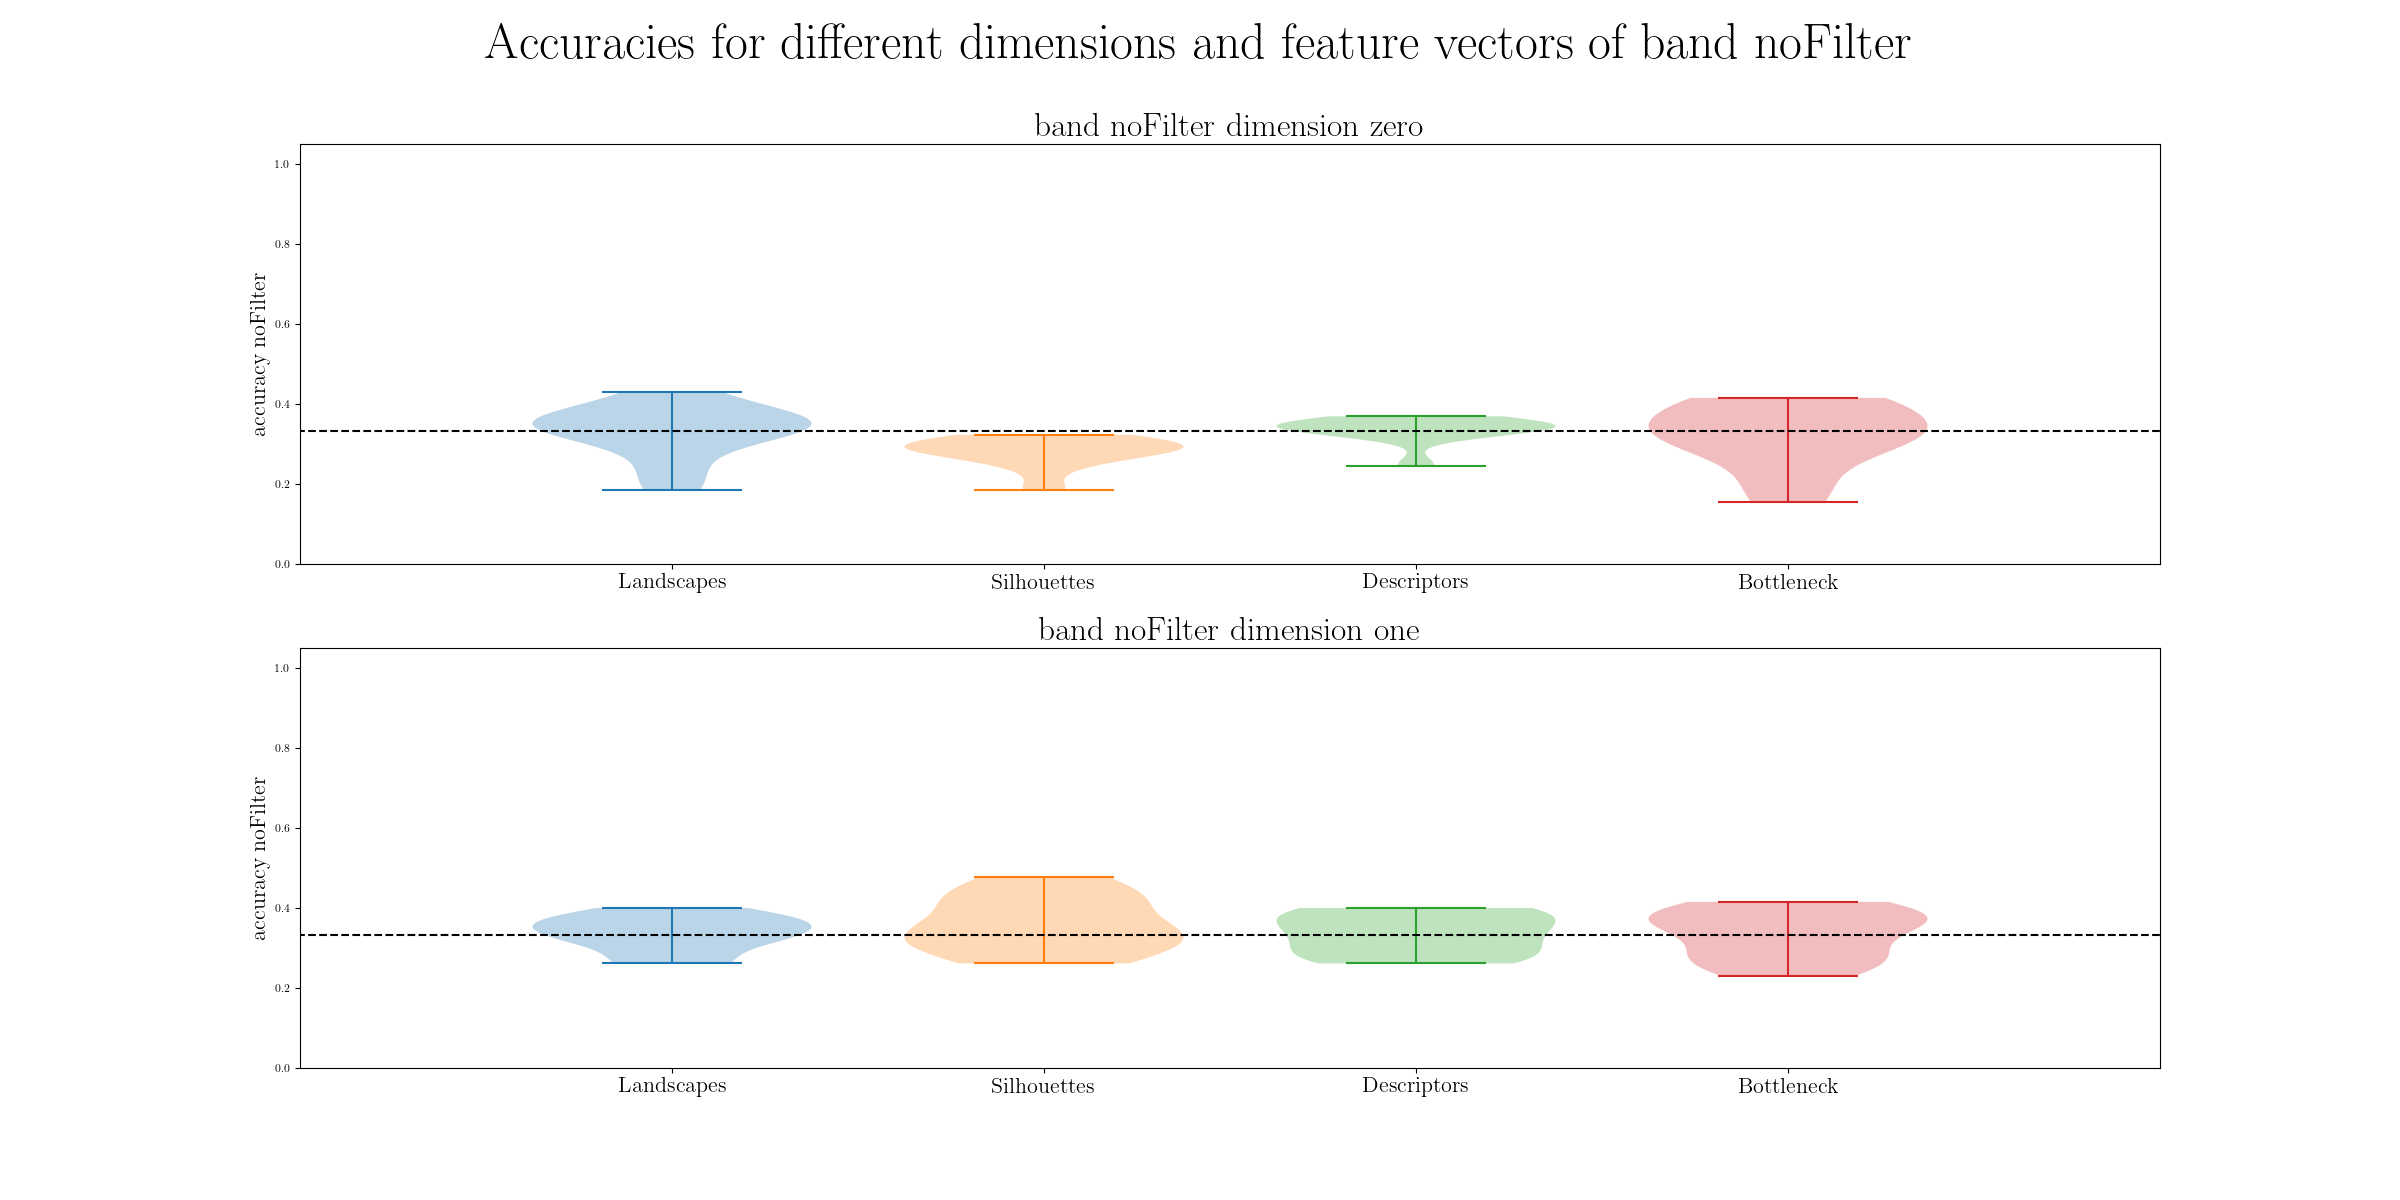 Accuracies for different dimensions and feature vectors of band noFilter
band noFilter dimension zero
accuracy noFilter
1.0
0.8
0.6
0.4
0.2
0.0
Landscapes Silhouettes Descriptors Bottleneck
band noFilter dimension one
accuracy noFilter
1.0
0.8
0.6
0.4
0.2
0.0
Landscapes Silhouettes Descriptors Bottleneck